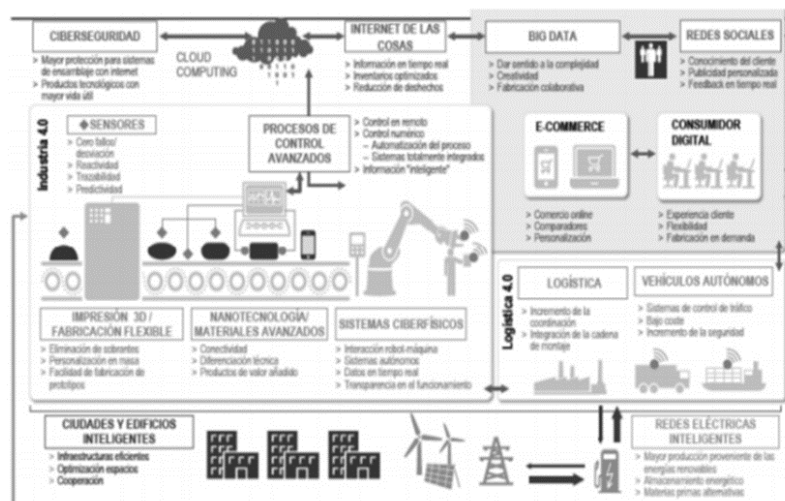 CIBERSEGURIDAD
> Mayor protección para sistemas
de ensamblaje con internet
> Productos tecnológicos con
mayor vida útil
CLOUD
COMPUTING
INTERNET DE LAS
COSAS
> Información en tiempo real
> Inventarios optimizados
> Reducción de deshechos
BIG DATA
> Dar sentido a la complejidad
> Creatividad
> Fabricación colaborativa
REDES SOCIALES
> Conocimiento del cliente
> Publicidad personalizada
> Feedback en tiempo real
Industria 4.0
SENSORES
> Cero fallos/
desviación
> Reactividad
> Trazabilidad
> Predictividad
PROCESOS DE
CONTROL
AVANZADOS
> Control en remoto
> Control numérico
– Automatización del proceso
– Sistemas totalmente integrados
> Información "inteligente"
E-COMMERCE
> Comercio online
> Comparadores
> Personalización
CONSUMIDOR
DIGITAL
> Experiencia cliente
> Flexibilidad
> Fabricación en demanda
IMPRESIÓN 3D /
FABRICACIÓN FLEXIBLE
> Eliminación de sobrantes
> Personalización en masa
> Facilidad de fabricación de
prototipos
NANOTECNOLOGÍA/
MATERIALES AVANZADOS
> Conectividad
> Diferenciación técnica
> Productos de valor añadido
SISTEMAS CIBERFÍSICOS
> Interacción robot-máquina
> Sistemas autónomos
> Datos en tiempo real
> Transparencia en el funcionamiento
Logística 4.0
LOGÍSTICA
> Incremento de la
coordinación
> Integración de la cadena
de montaje
VEHÍCULOS AUTÓNOMOS
> Sistemas de control de tráfico
> Bajo coste
> Incremento de la seguridad
CIUDADES Y EDIFICIOS
INTELIGENTES
> Infraestructuras eficientes
> Optimización espacios
> Cooperación
REDES ELÉCTRICAS
INTELIGENTES
> Mayor producción proveniente de las
energías renovables
> Almacenamiento energético
> Materias primas alternativas